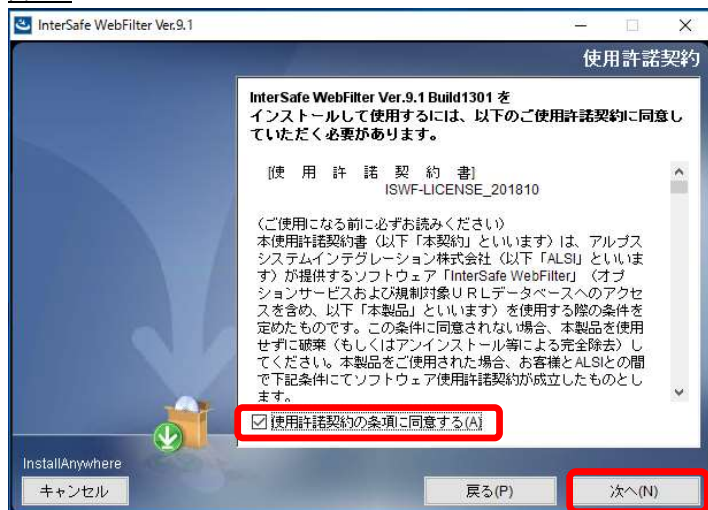 InterSafe WebFilter Ver.9.1
使用許諾契約
InterSafe WebFilter Ver.9.1 Build1301 を
インストールして使用するには、以下のご使用許諾契約に同意し
ていただく必要があります。
[使 用 許 諾 契 約 書]
ISWF-LICENSE_201810
（ご使用になる前に必ずお読みください）
本使用許諾契約書（以下「本契約」といいます）は、アルプス
システムインテグレーション株式会社（以下「ALSI」といいま
す）が提供するソフトウェア「InterSafe WebFilter」（オプ
ションサービスおよび規制対象ＵＲＬデータベースへのアクセ
スを含め、以下「本製品」といいます）を使用する際の条件を
定めたものです。この条件に同意されない場合、本製品を使用
せずに破棄（もしくはアンインストール等による完全除去）し
てください。本製品をご使用された場合、お客様とALSIとの間
で下記条件にてソフトウェア使用許諾契約が成立したものとし
ます。
使用許諾契約の条項に同意する(A)
InstallAnywhere
キャンセル
戻る(P)
次へ(N)